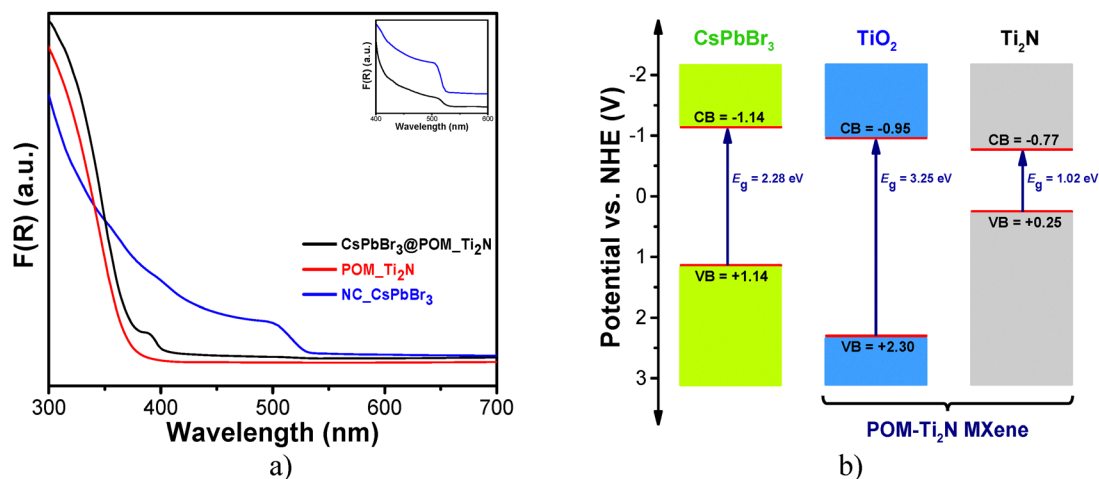 F(R) (a.u.)
300 400 500 600 700
Wavelength (nm)
CsPbBr3@POM_Ti2N
POM_Ti2N
NC_CsPbBr3
F(R) (a.u.)
400 500 600
Wavelength (nm)
a)
Potential vs. NHE (V)
-2
-1
0
1
2
3
CsPbBr3
CB = -1.14
Eg = 2.28 eV
VB = +1.14
TiO2
CB = -0.95
Eg = 3.25 eV
VB = +2.30
Ti2N
CB = -0.77
Eg = 1.02 eV
VB = +0.25
POM-Ti2N MXene
b)